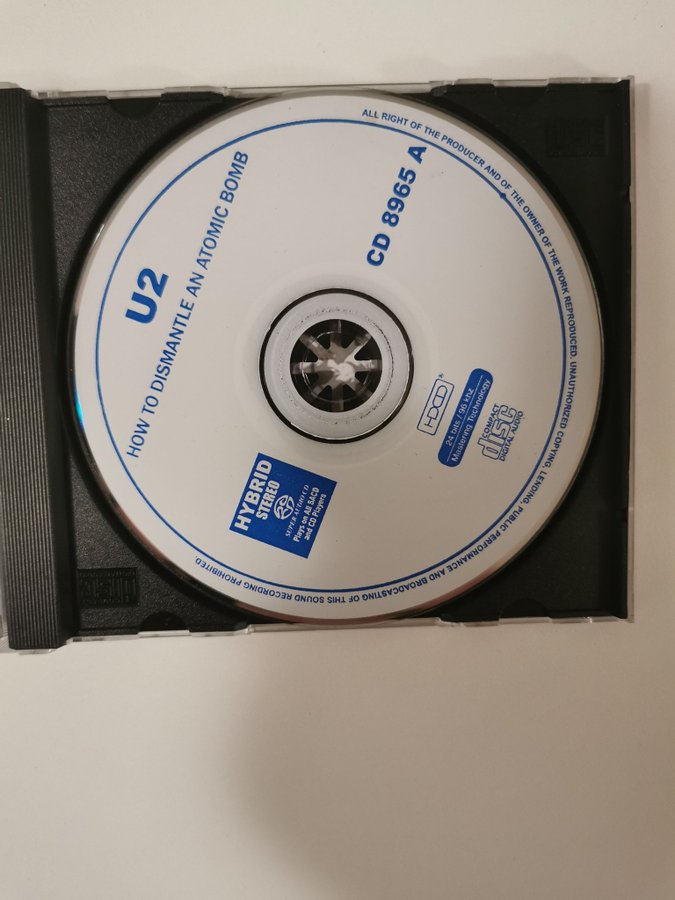 U2
HOW TO DISMANTLE AN ATOMIC BOMB
CD 8965 A
HDCD®
24 bits / 96 khz
Mastering Technology
COMPACT
disc
DIGITAL AUDIO
HYBRID
STEREO
SUPER AUDIO CD
Plays on All SACD
and CD Players
ALL RIGHT OF THE PRODUCER AND OF THE OWNER OF THE WORK REPRODUCED. UNAUTHORIZED COPYING, LENDING, PUBLIC PERFORMANCE AND BROADCASTING OF THIS SOUND RECORDING PROHIBITED.